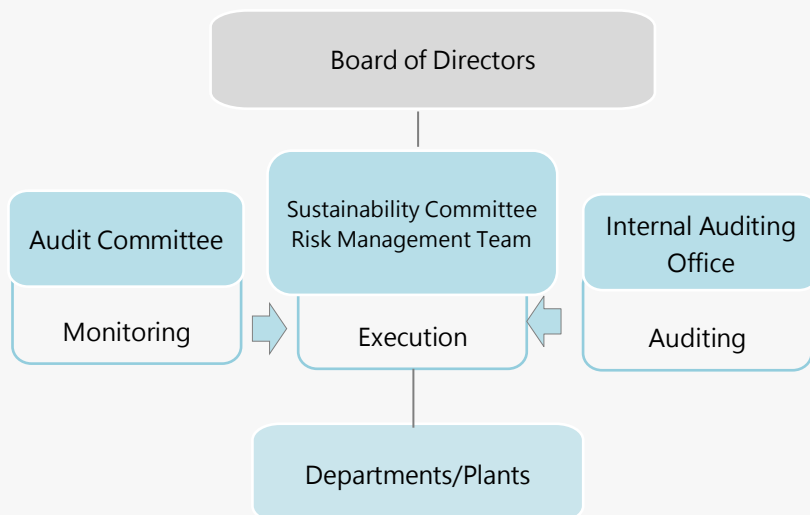 Board of Directors
Audit Committee
Monitoring
Sustainability Committee
Risk Management Team
Execution
Internal Auditing
Office
Auditing
Departments/Plants